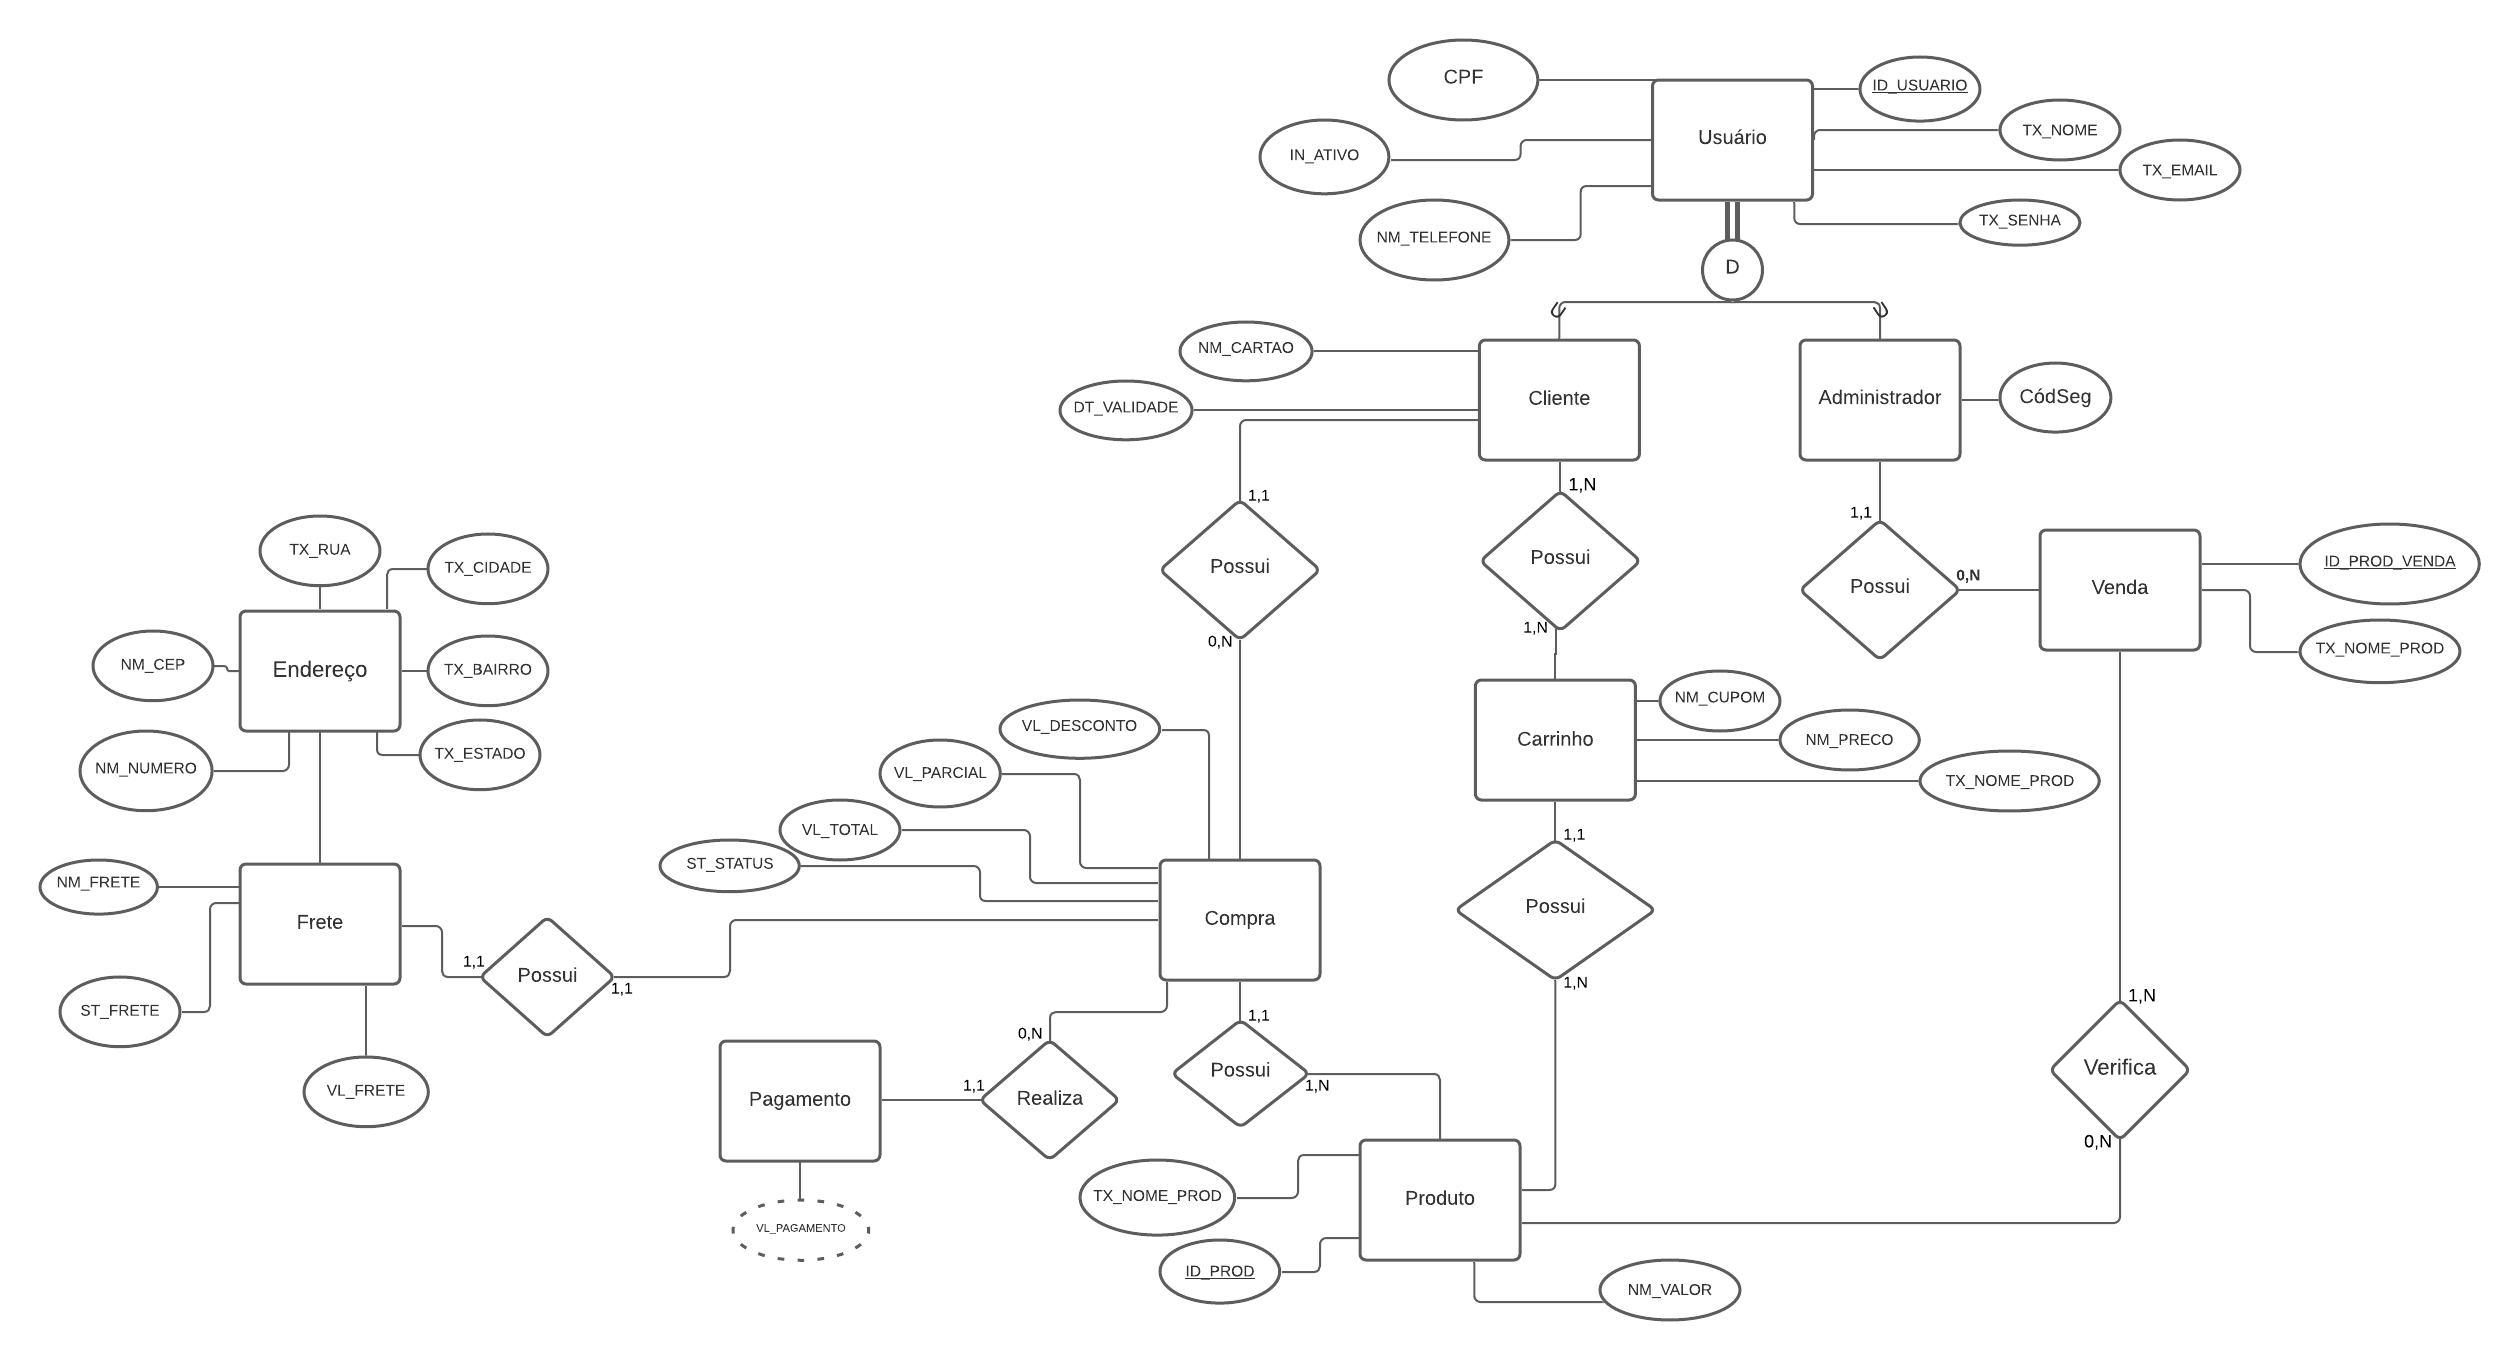 CPF
ID_USUARIO
Usuário
TX_NOME
IN_ATIVO
TX_EMAIL
NM_TELEFONE
TX_SENHA
D
NM_CARTAO
DT_VALIDADE
Cliente
Administrador
CódSeg
1,1
1,N
1,1
Possui
Possui
Possui
0,N
Venda
ID_PROD_VENDA
TX_NOME_PROD
0,N
1,N
TX_RUA
TX_CIDADE
Endereço
NM_CEP
TX_BAIRRO
NM_NUMERO
TX_ESTADO
VL_DESCONTO
VL_PARCIAL
VL_TOTAL
ST_STATUS
Carrinho
NM_CUPOM
NM_PRECO
TX_NOME_PROD
1,1
NM_FRETE
Frete
ST_FRETE
VL_FRETE
1,1
Possui
1,1
Compra
Possui
1,N
1,N
Verifica
0,N
0,N
1,1
Pagamento
1,1
Realiza
Possui
1,N
VL_PAGAMENTO
TX_NOME_PROD
Produto
ID_PROD
NM_VALOR